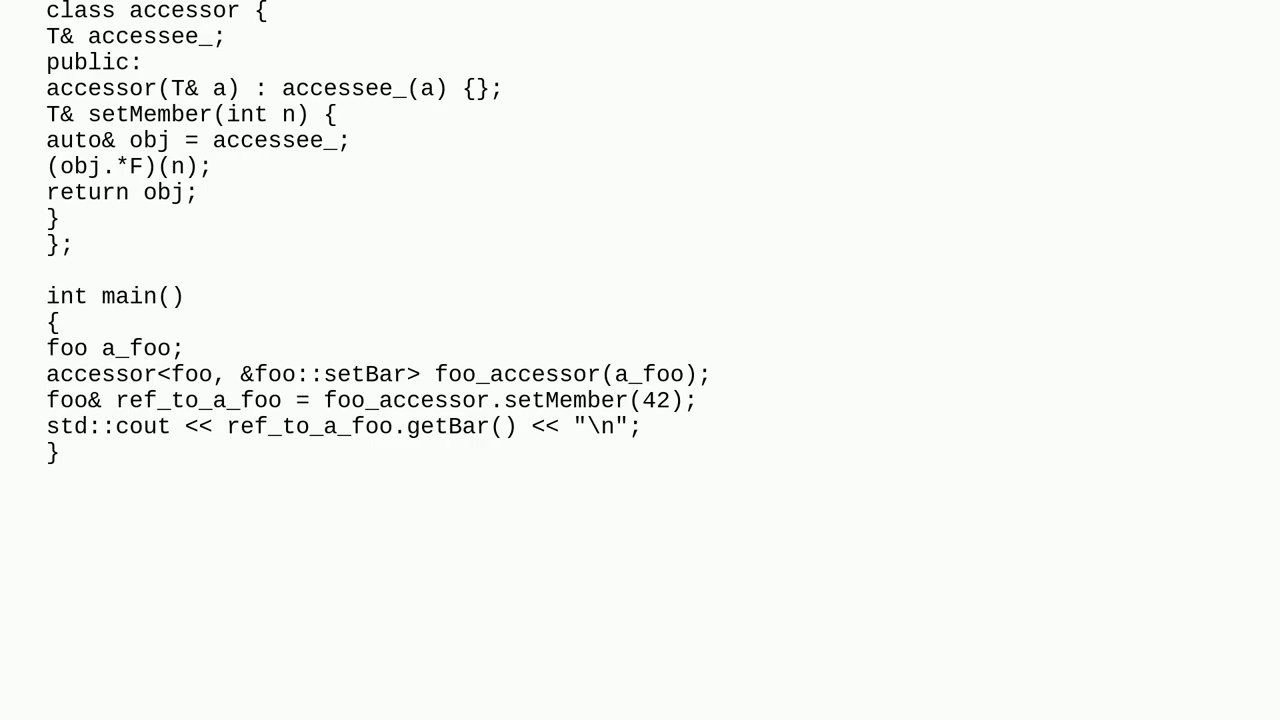 class accessor {
T& accessee_;
public:
accessor(T& a) : accessee_(a) {};
T& setMember(int n) {
auto& obj = accessee_;
(obj.*F)(n);
return obj;
}
};

int main()
{
foo a_foo;
accessor<foo, &foo::setBar> foo_accessor(a_foo);
foo& ref_to_a_foo = foo_accessor.setMember(42);
std::cout << ref_to_a_foo.getBar() << "\n";
}